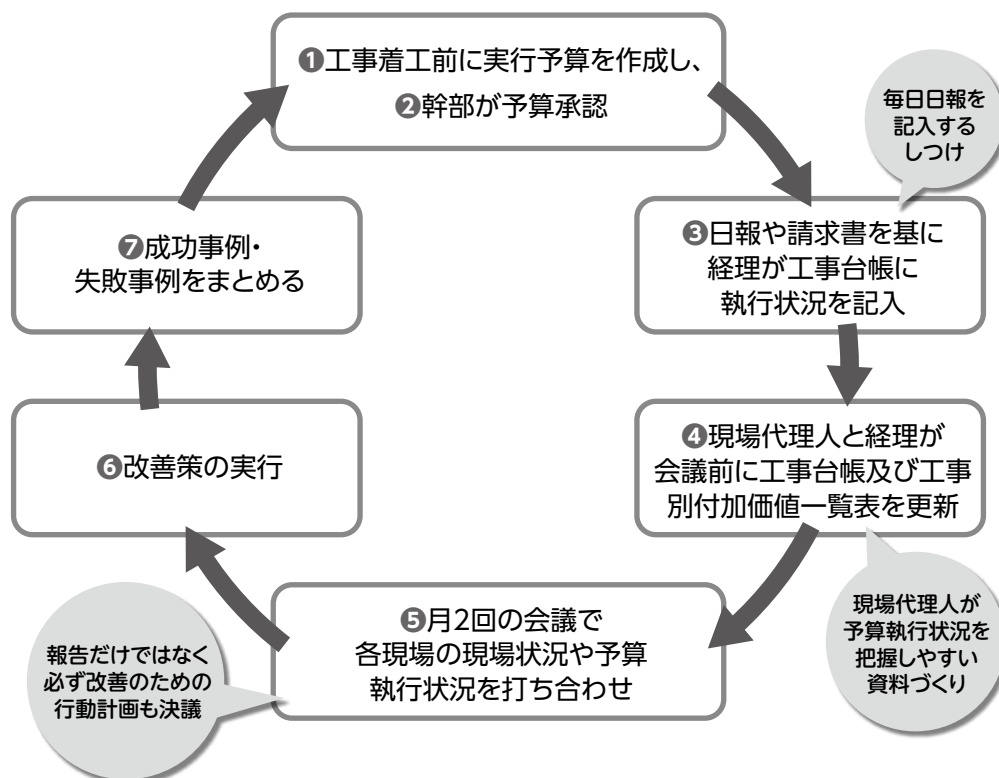 ❶工事着工前に実行予算を作成し、
❷幹部が予算承認
毎日日報を
記入する
しつけ
❸日報や請求書を基に
経理が工事台帳に
執行状況を記入
❹現場代理人と経理が
会議前に工事台帳及び工事
別付加価値一覧表を更新
現場代理人が
予算執行状況を
把握しやすい
資料づくり
❺月2回の会議で
各現場の現場状況や予算
執行状況を打ち合わせ
報告だけではなく
必ず改善のための
行動計画も決議
❻改善策の実行
❼成功事例・
失敗事例をまとめる